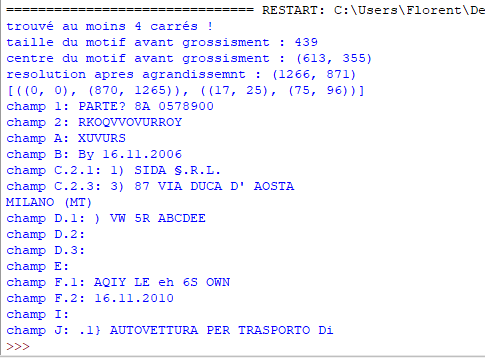 =============================== RESTART: C:\Users\Florent\De
trouvé au moins 4 carrés !
taille du motif avant grossisment : 439
centre du motif avant grossisment : (613, 355)
resolution apres agrandissemnt : (1266, 871)
[((0, 0), (870, 1265)), ((17, 25), (75, 96))]
champ 1: PARTE? 8A 0578900
champ 2: RKOQVVOVURROY
champ A: XUVURS
champ B: By 16.11.2006
champ C.2.1: 1) SIDA §.R.L.
champ C.2.3: 3) 87 VIA DUCA D' AOSTA
MILANO (MT)
champ D.1: ) VW 5R ABCDEE
champ D.2:
champ D.3:
champ E:
champ F.1: AQIY LE eh 6S OWN
champ F.2: 16.11.2010
champ I:
champ J: .1} AUTOVETTURA PER TRASPORTO Di
>>>